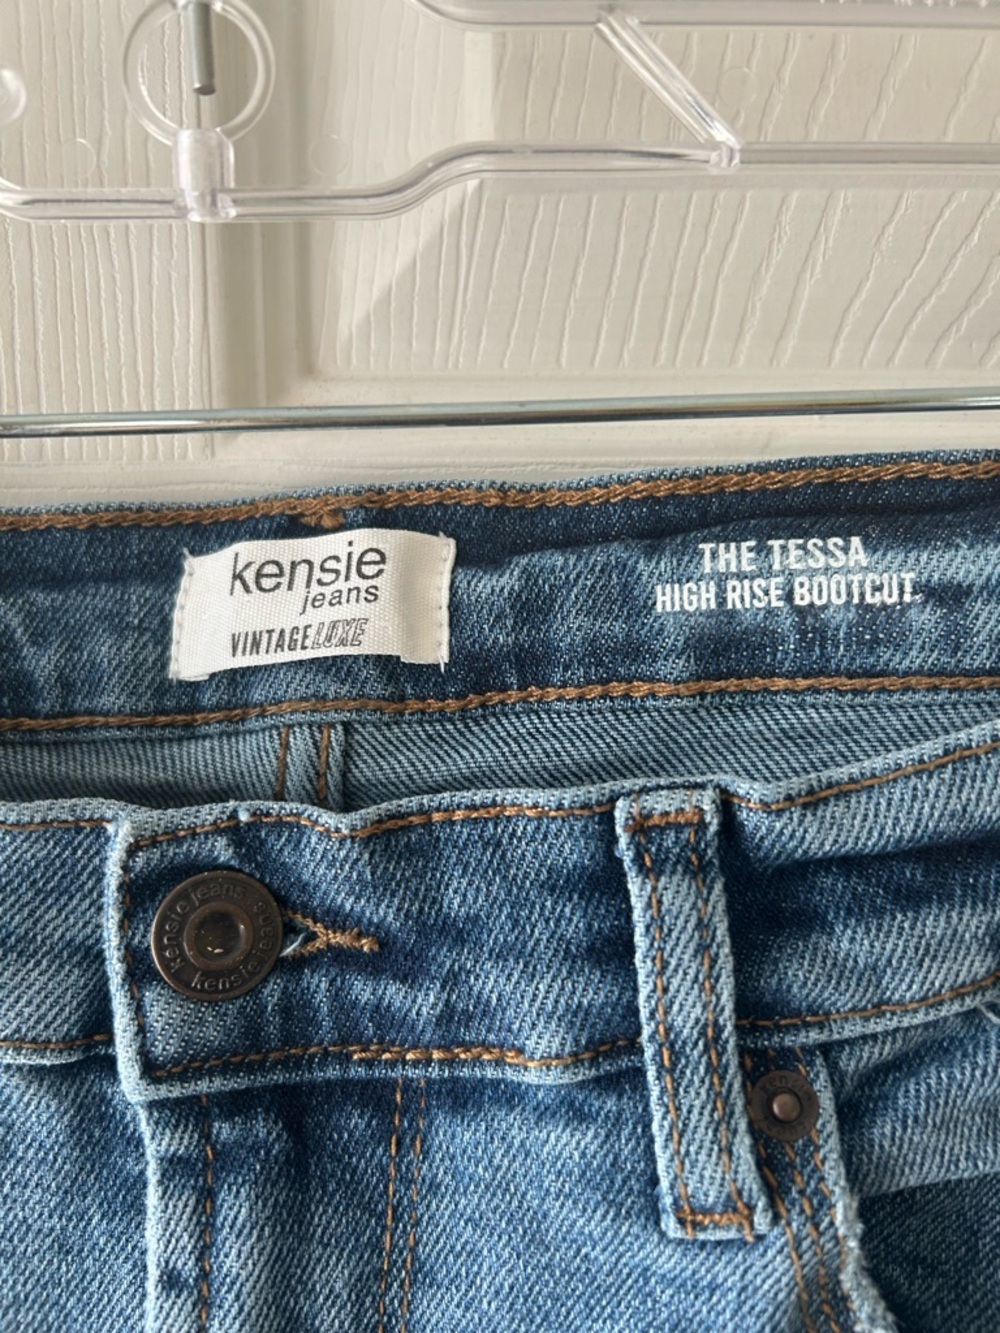 kensie
jeans
VINTAGELUXE
THE TESSA
HIGH RISE BOOTCUT
kensie jeans
kensie jeans